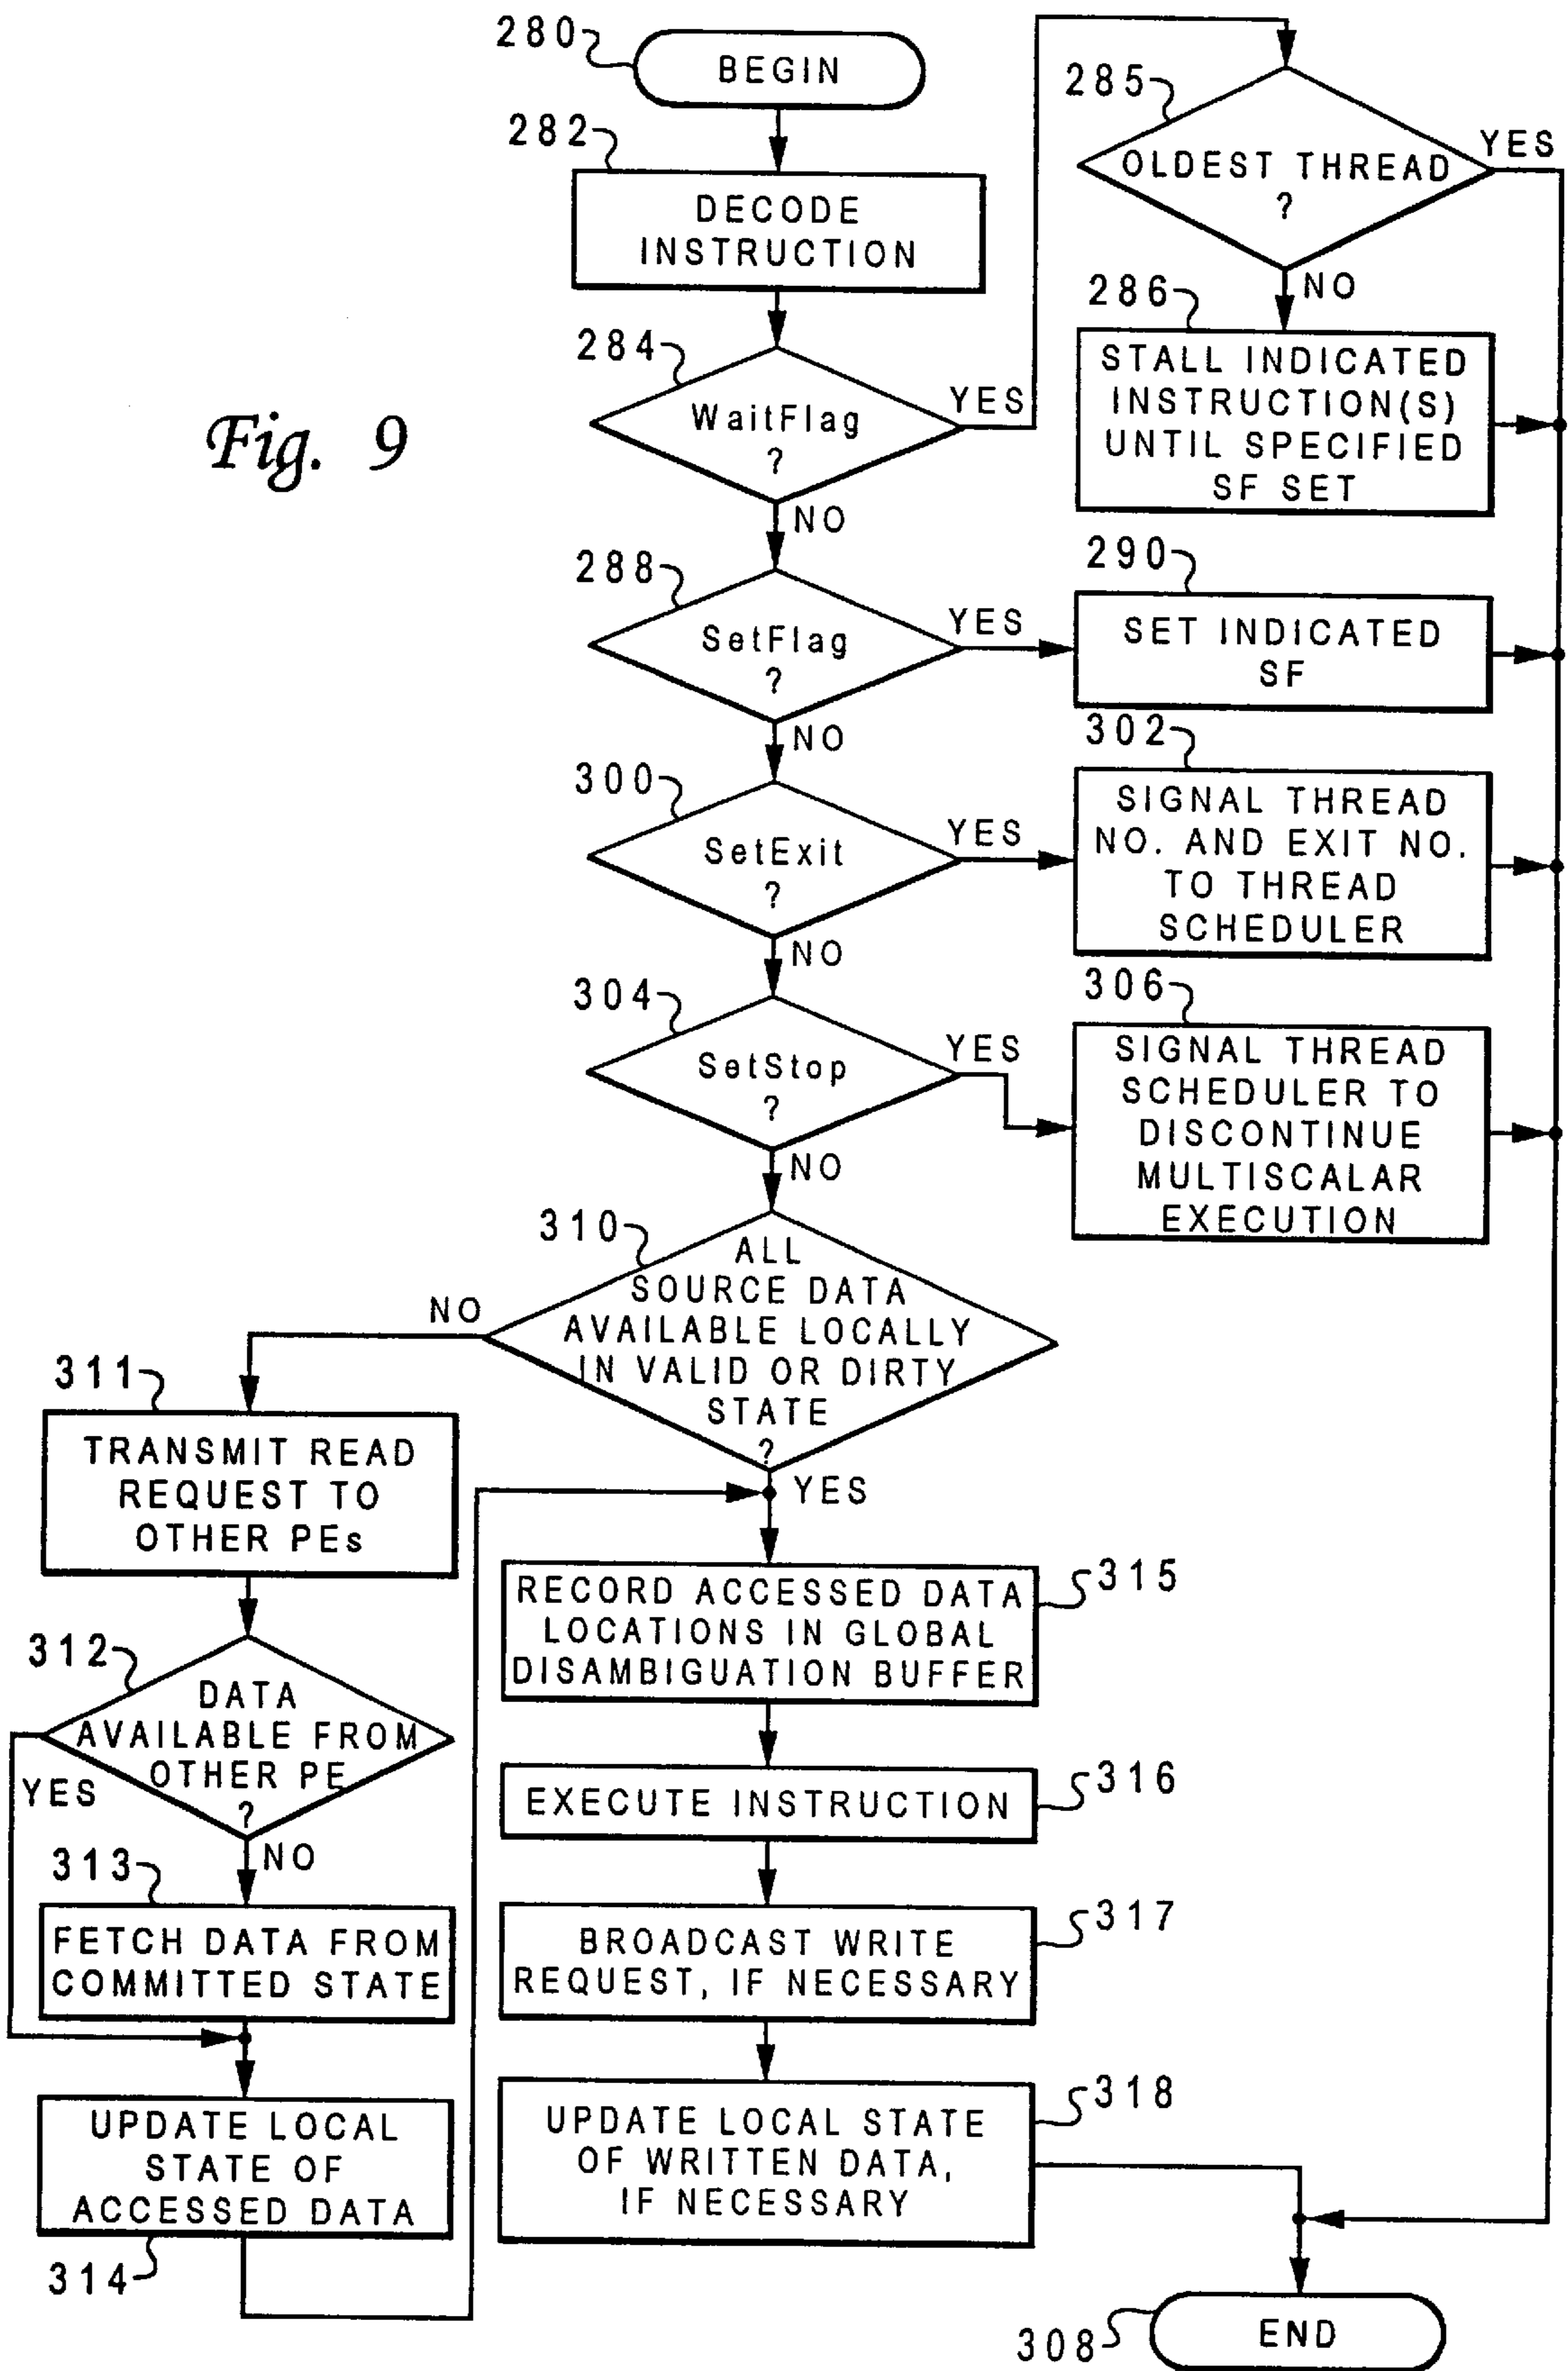 280
BEGIN
282
DECODE
INSTRUCTION
284
WaitFlag
?
YES
NO
285
OLDEST THREAD
?
YES
NO
286
STALL INDICATED
INSTRUCTION(S)
UNTIL SPECIFIED
SF SET
Fig. 9
288
SetFlag
?
YES
NO
290
SET INDICATED
SF
300
SetExit
?
YES
NO
302
SIGNAL THREAD
NO. AND EXIT NO.
TO THREAD
SCHEDULER
304
SetStop
?
YES
NO
306
SIGNAL THREAD
SCHEDULER TO
DISCONTINUE
MULTISCALAR
EXECUTION
310
ALL
SOURCE DATA
AVAILABLE LOCALLY
IN VALID OR DIRTY
STATE
?
NO
YES
311
TRANSMIT READ
REQUEST TO
OTHER PEs
312
DATA
AVAILABLE FROM
OTHER PE
?
YES
NO
313
FETCH DATA FROM
COMMITTED STATE
UPDATE LOCAL
STATE OF
ACCESSED DATA
314
RECORD ACCESSED DATA
LOCATIONS IN GLOBAL
DISAMBIGUATION BUFFER
315
EXECUTE INSTRUCTION
316
BROADCAST WRITE
REQUEST, IF NECESSARY
317
UPDATE LOCAL STATE
OF WRITTEN DATA,
IF NECESSARY
318
308
END